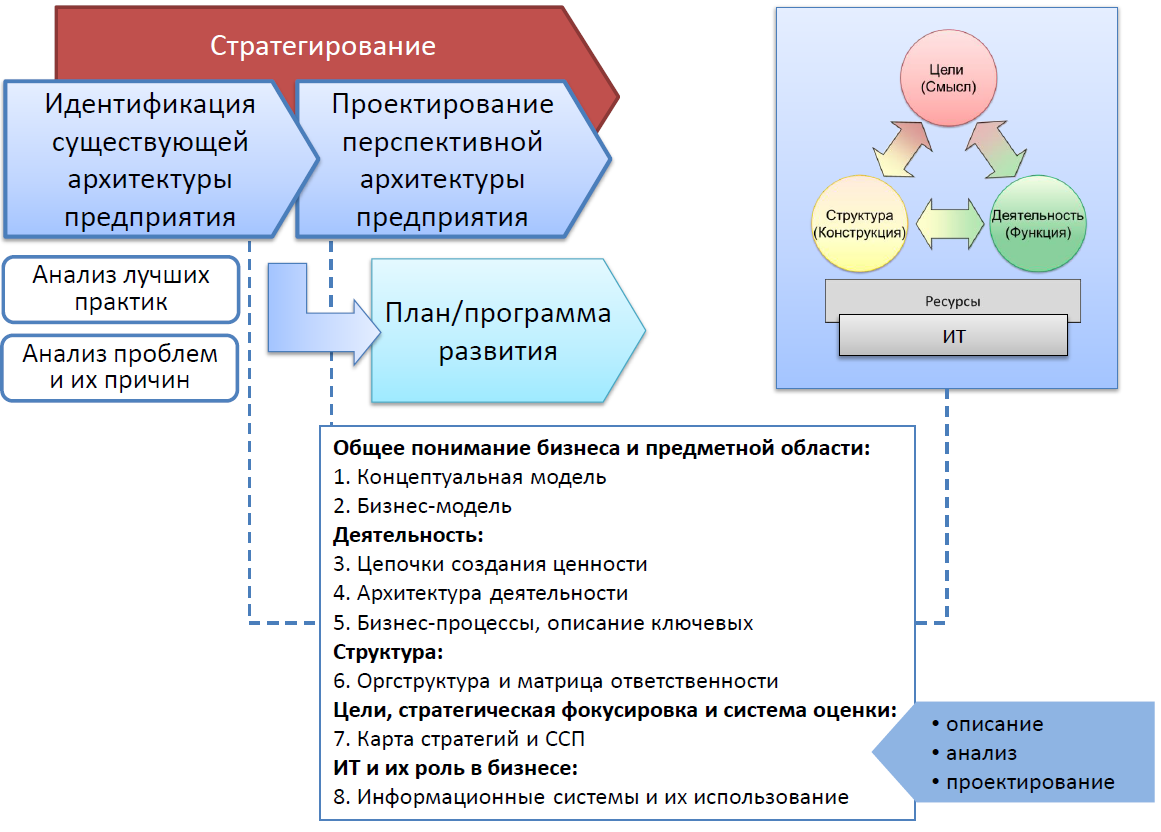 Стратегирование
Идентификация
существующей
архитектуры
предприятия
Проектирование
перспективной
архитектуры
предприятия
Анализ лучших
практик
Анализ проблем
и их причин
План/программа
развития
Цели
(Смысл)
Структура
(Конструкция)
Деятельность
(Функция)
Ресурсы
ИТ
Общее понимание бизнеса и предметной области:
1. Концептуальная модель
2. Бизнес-модель
Деятельность:
3. Цепочки создания ценности
4. Архитектура деятельности
5. Бизнес-процессы, описание ключевых
Структура:
6. Оргструктура и матрица ответственности
Цели, стратегическая фокусировка и система оценки:
7. Карта стратегий и ССП
ИТ и их роль в бизнесе:
8. Информационные системы и их использование
• описание
• анализ
• проектирование